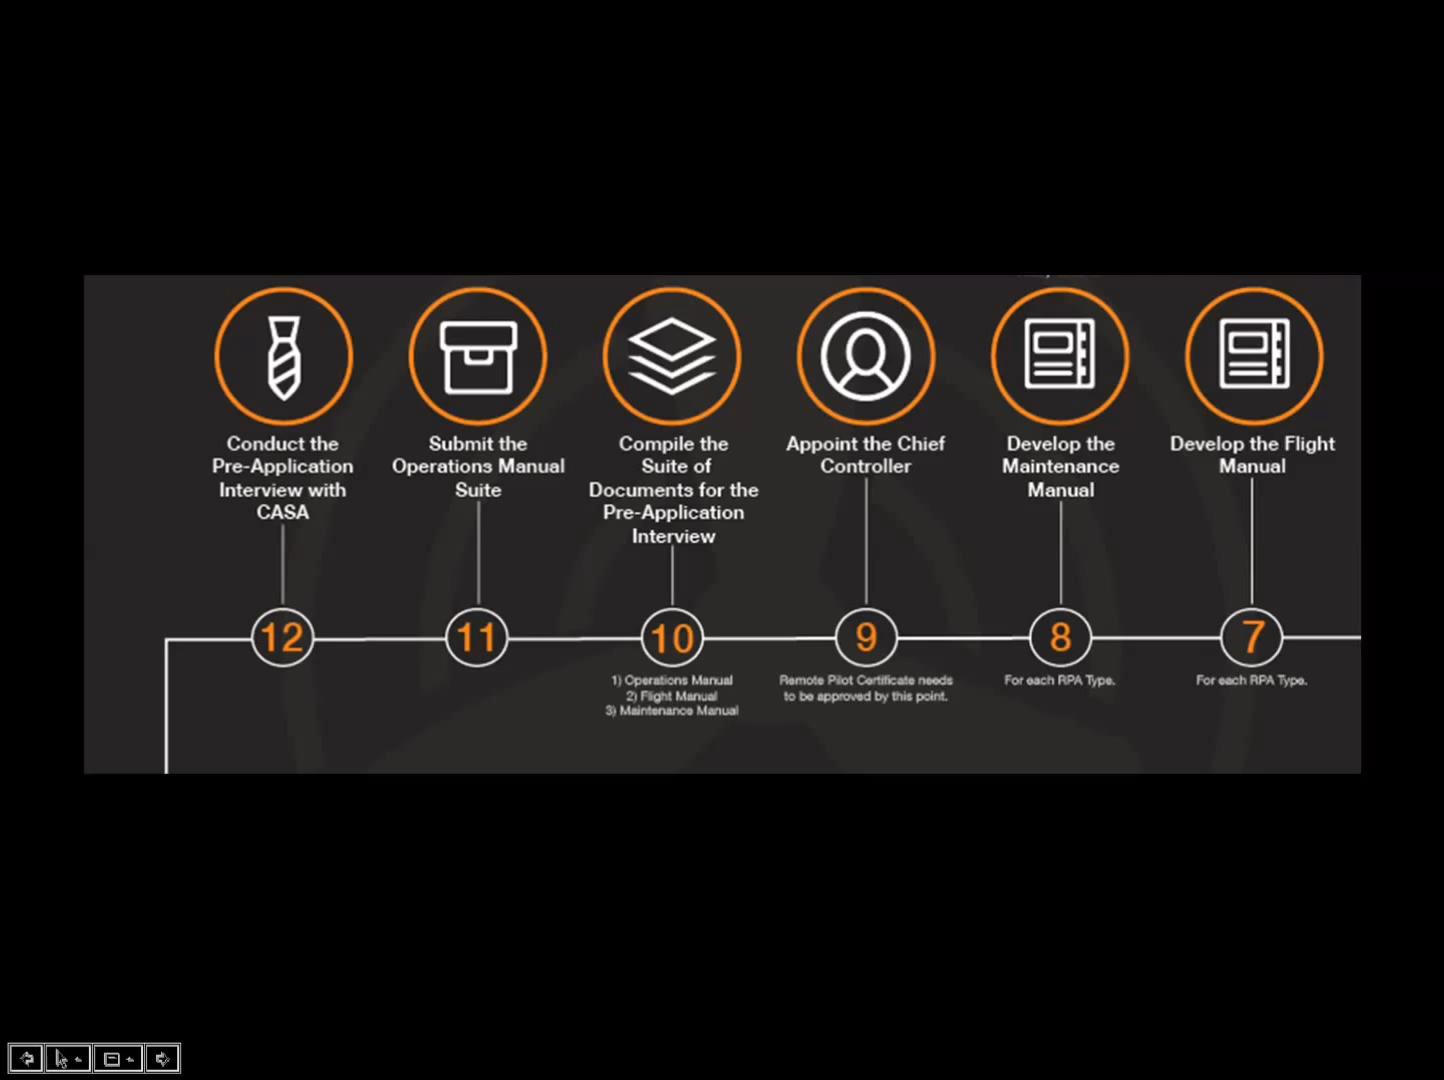 Conduct the
Pre-Application
Interview with
CASA
Submit the
Operations Manual
Suite
Compile the
Suite of
Documents for the
Pre-Application
Interview
Appoint the Chief
Controller
Develop the
Maintenance
Manual
Develop the Flight
Manual
12
11
10
9
8
7
1) Operations Manual
2) Flight Manual
3) Maintenance Manual
Remote Pilot Certificate needs
to be approved by this point.
For each RPA Type.
For each RPA Type.